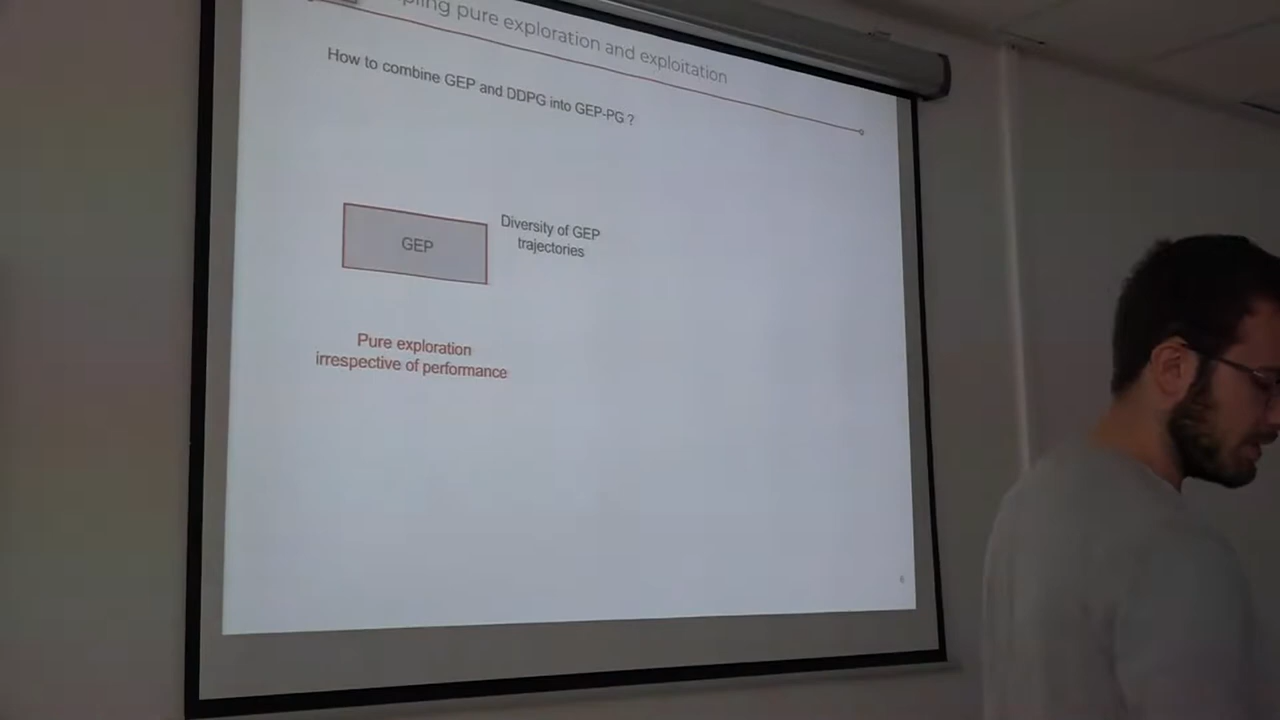 pling pure exploration and exploitation
How to combine GEP and DDPG into GEP-PG ?
GEP
Diversity of GEP
trajectories
Pure exploration
irrespective of performance